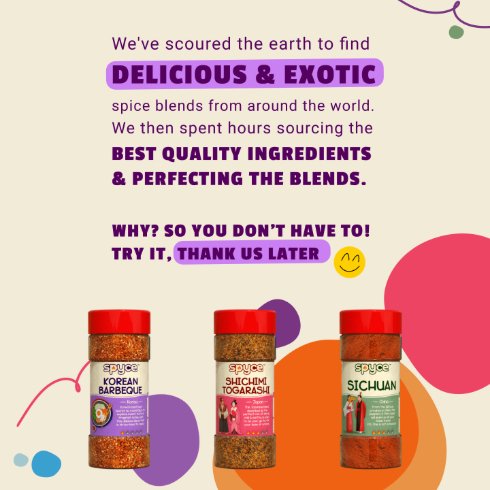 We've scoured the earth to find
DELICIOUS & EXOTIC
spice blends from around the world.
We then spent hours sourcing the
BEST QUALITY INGREDIENTS
& PERFECTING THE BLENDS.
WHY? SO YOU DON'T HAVE TO!
TRY IT, THANK US LATER
spyce
KOREAN
BARBEQUE
Korea
spyce
SHICHIMI
TOGARASHI
Japan
spyce
SICHUAN